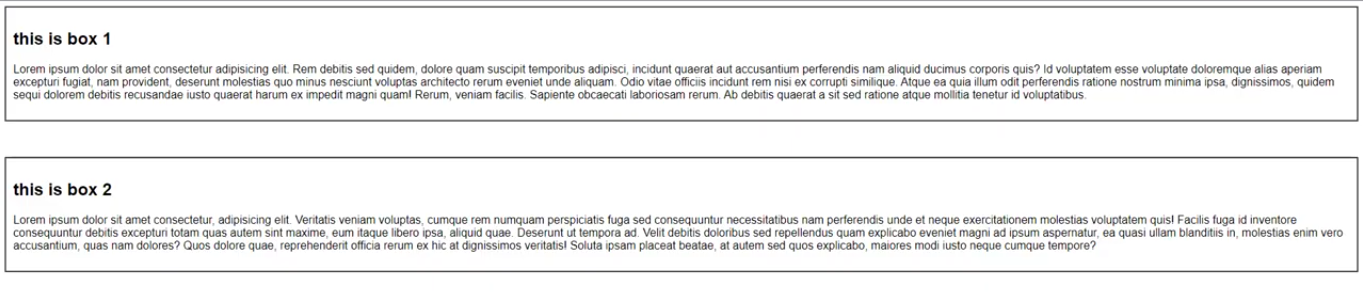 this is box 1
Lorem ipsum dolor sit amet consectetur adipisicing elit. Rem debitis sed quidem, dolore quam suscipit temporibus adipisci, incidunt quaerat aut accusantium perferendis nam aliquid ducimus corporis quis? Id voluptatem esse voluptate doloremque alias aperiam
excepturi fugiat, nam provident, deserunt molestias quo minus nesciunt voluptas architecto rerum eveniet unde aliquam. Odio vitae officiis incidunt rem nisi ex corrupti similique. Atque ea quia illum odit perferendis ratione nostrum minima ipsa, dignissimos, quidem
sequi dolorem debitis recusandae iusto quaerat harum ex impedit magni quam! Rerum, veniam facilis. Sapiente obcaecati laboriosam rerum. Ab debitis quaerat a sit sed ratione atque mollitia tenetur id voluptatibus.
this is box 2
Lorem ipsum dolor sit amet consectetur, adipisicing elit. Veritatis veniam voluptas, cumque rem numquam perspiciatis fuga sed consequuntur necessitatibus nam perferendis unde et neque exercitationem molestias voluptatem quis! Facilis fuga id inventore
consequuntur debitis excepturi totam quas autem sint maxime, eum itaque libero ipsa, aliquid quae. Deserunt ut tempora ad. Velit debitis doloribus sed repellendus quam explicabo eveniet magni ad ipsum aspernatur, ea quasi ullam blanditiis in, molestias enim vero
accusantium, quas nam dolores? Quos dolore quae, reprehenderit officia rerum ex hic at dignissimos veritatis! Soluta ipsam placeat beatae, at autem sed quos explicabo, maiores modi iusto neque cumque tempore?